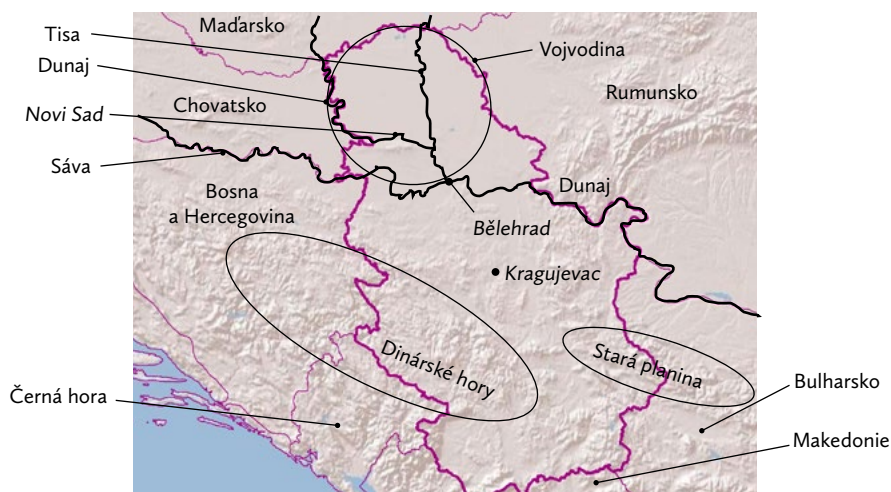 Maďarsko
Tisa
Vojvodina
Dunaj
Rumunsko
Chovatsko
Novi Sad
Sáva
Bosna
a Hercegovina
Dunaj
Bělehrad
Kragujevac
Dinárské hory
Stará planina
Bulharsko
Černá hora
Makedonie